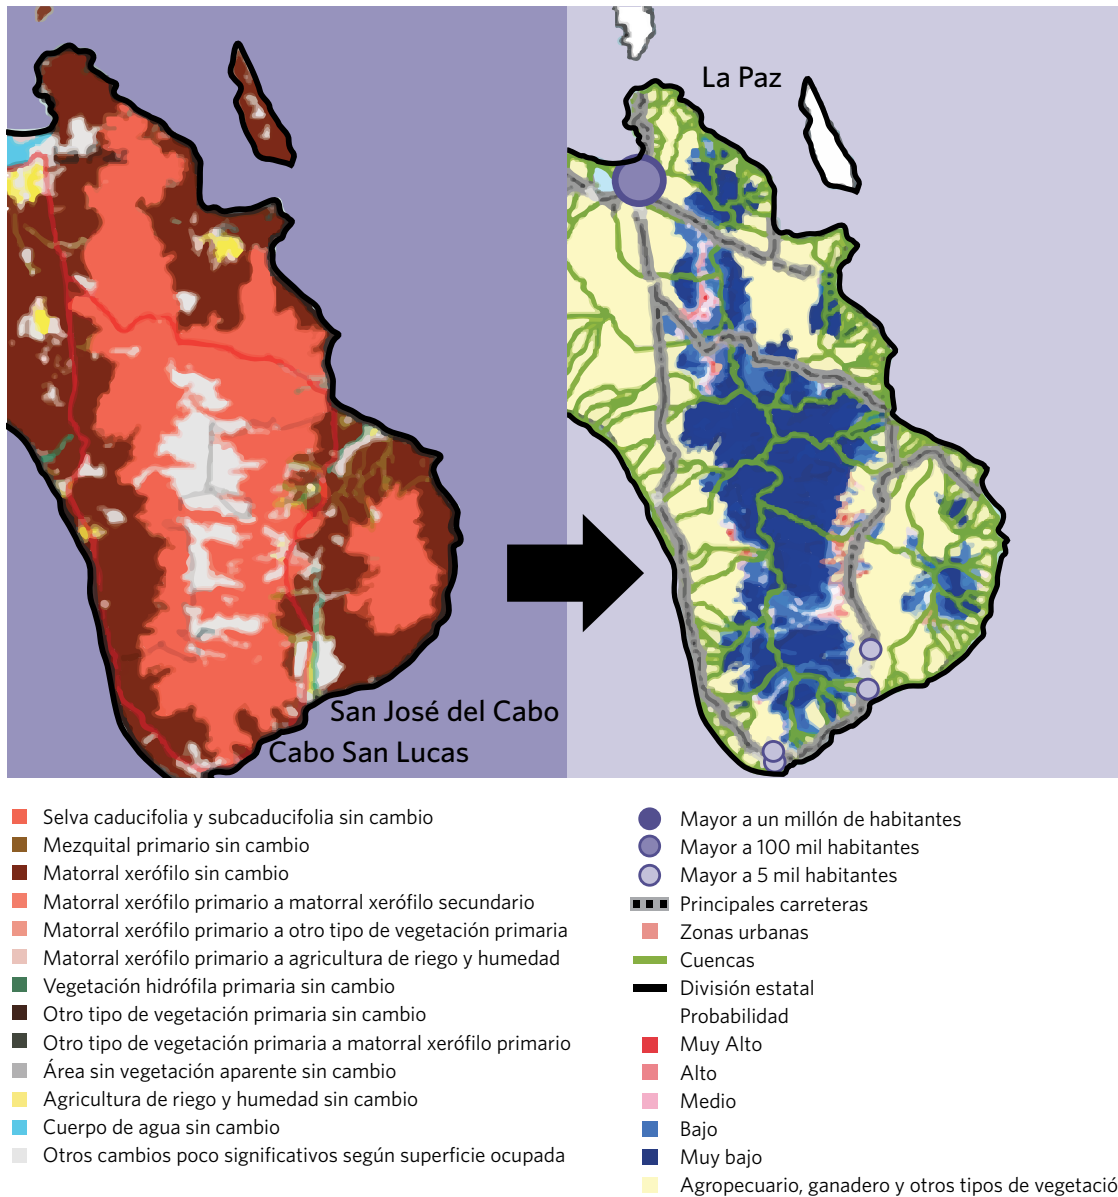 La Paz
San José del Cabo
Cabo San Lucas
Selva caducifolia y subcaducifolia sin cambio
Mezquital primario sin cambio
Matorral xerófilo sin cambio
Matorral xerófilo primario a matorral xerófilo secundario
Matorral xerófilo primario a otro tipo de vegetación primaria
Matorral xerófilo primario a agricultura de riego y humedad
Vegetación hidrófila primaria sin cambio
Otro tipo de vegetación primaria sin cambio
Otro tipo de vegetación primaria a matorral xerófilo primario
Área sin vegetación aparente sin cambio
Agricultura de riego y humedad sin cambio
Cuerpo de agua sin cambio
Otros cambios poco significativos según superficie ocupada
Mayor a un millón de habitantes
Mayor a 100 mil habitantes
Mayor a 5 mil habitantes
Principales carreteras
Zonas urbanas
Cuencas
División estatal
Probabilidad
Muy Alto
Alto
Medio
Bajo
Muy bajo
Agropecuario, ganadero y otros tipos de vegetació